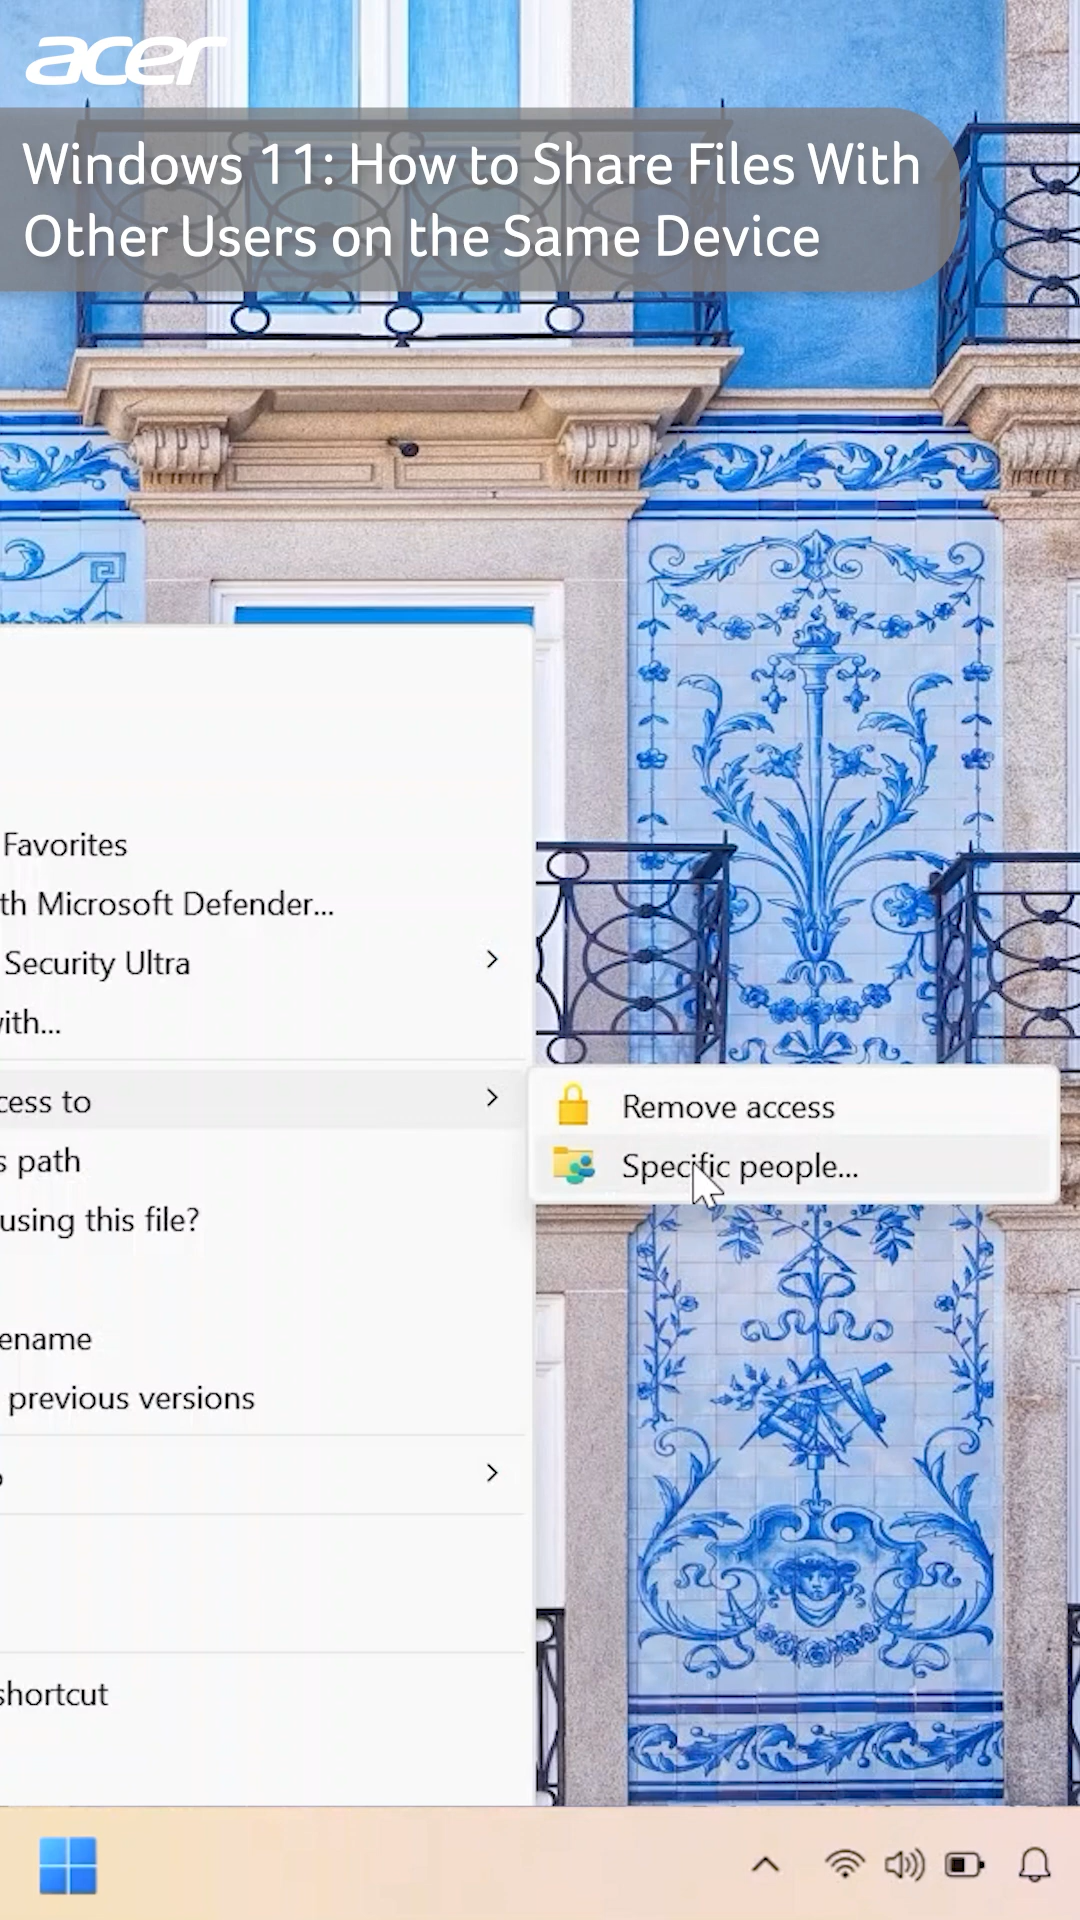 acer
Windows 11: How to Share Files With
Other Users on the Same Device
Favorites
th Microsoft Defender...
Security Ultra
with...
cess to
Remove access
s path
Specific people...
using this file?
ename
previous versions
shortcut